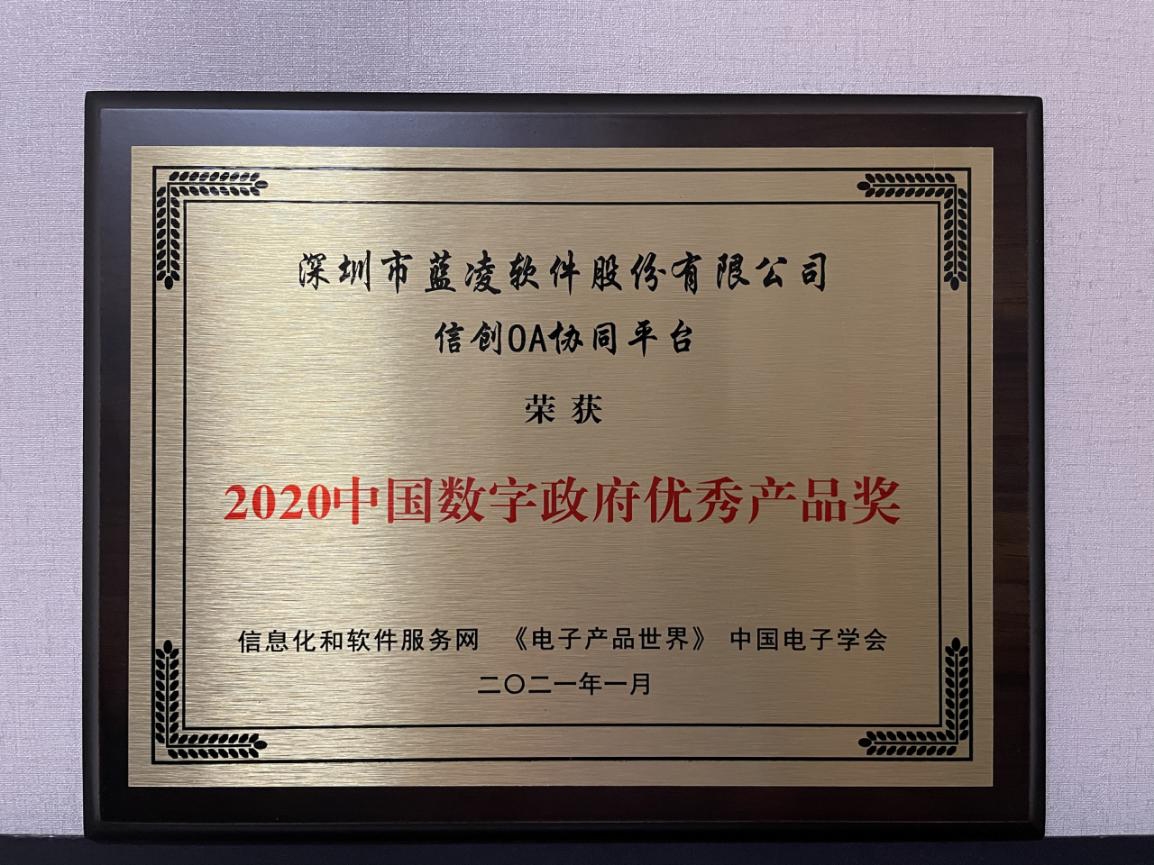 深圳市蓝凌软件股份有限公司
信创OA协同平台
荣获
2020中国数字政府优秀产品奖
信息化和软件服务网 《电子产品世界》 中国电子学会
二〇二一年一月